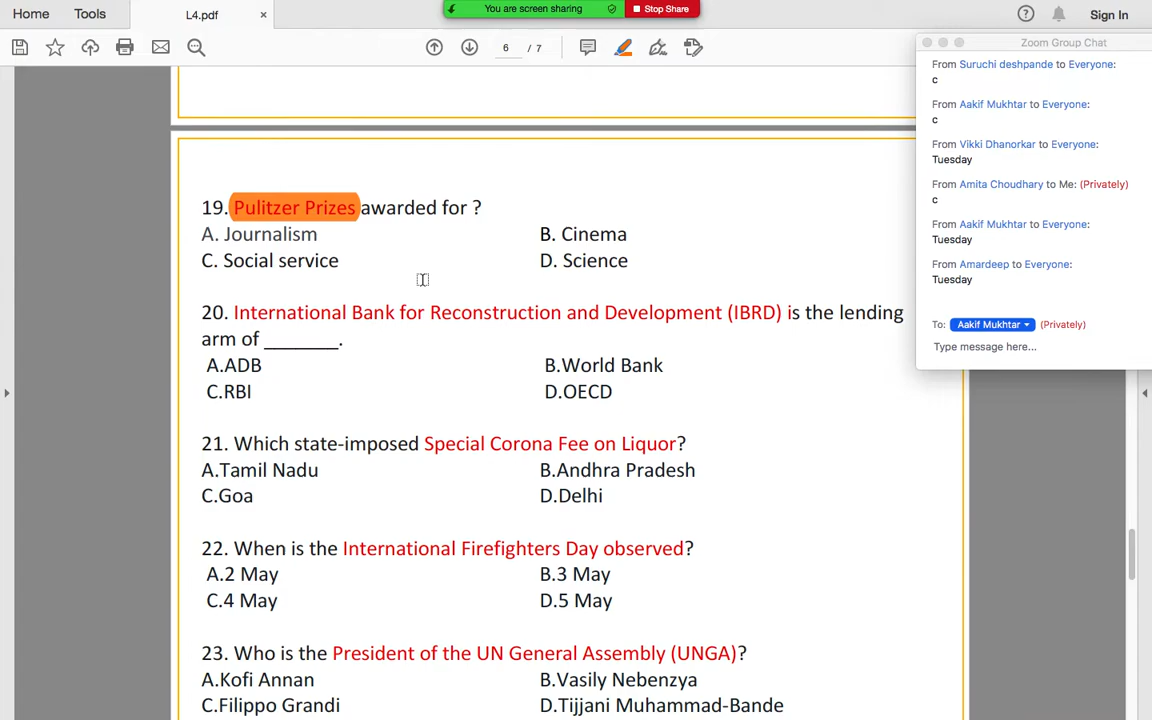 Home Tools L4.pdf ×
You are screen sharing Stop Share
? Sign In
6 / 7
Zoom Group Chat
From Suruchi deshpande to Everyone:
c
From Aakif Mukhtar to Everyone:
c
From Vikki Dhanorkar to Everyone:
Tuesday
From Amita Choudhary to Me: (Privately)
c
From Aakif Mukhtar to Everyone:
Tuesday
From Amardeep to Everyone:
Tuesday
To: Aakif Mukhtar (Privately)
Type message here...
19. Pulitzer Prizes awarded for ?
A. Journalism B. Cinema
C. Social service D. Science
20. International Bank for Reconstruction and Development (IBRD) is the lending
arm of _______.
A.ADB B.World Bank
C.RBI D.OECD
21. Which state-imposed Special Corona Fee on Liquor?
A.Tamil Nadu B.Andhra Pradesh
C.Goa D.Delhi
22. When is the International Firefighters Day observed?
A.2 May B.3 May
C.4 May D.5 May
23. Who is the President of the UN General Assembly (UNGA)?
A.Kofi Annan B.Vasily Nebenzya
C.Filippo Grandi D.Tijjani Muhammad-Bande